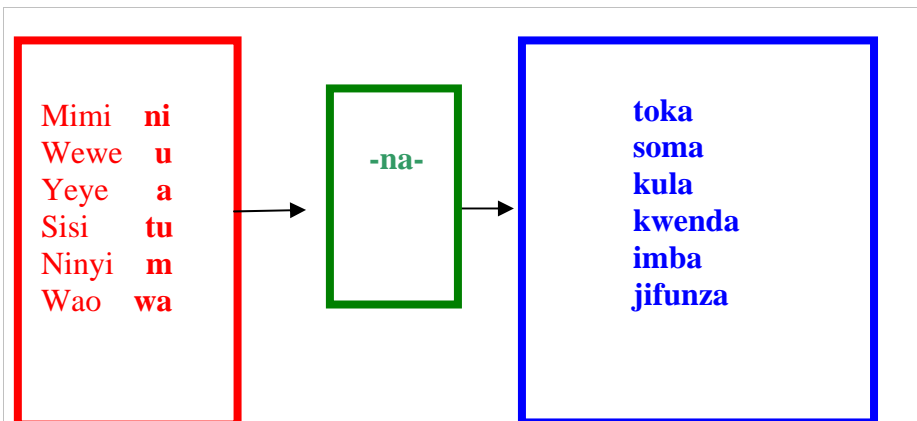 Mimi ni
Wewe u
Yeye a
Sisi tu
Ninyi m
Wao wa
-na-
toka
soma
kula
kwenda
imba
jifunza